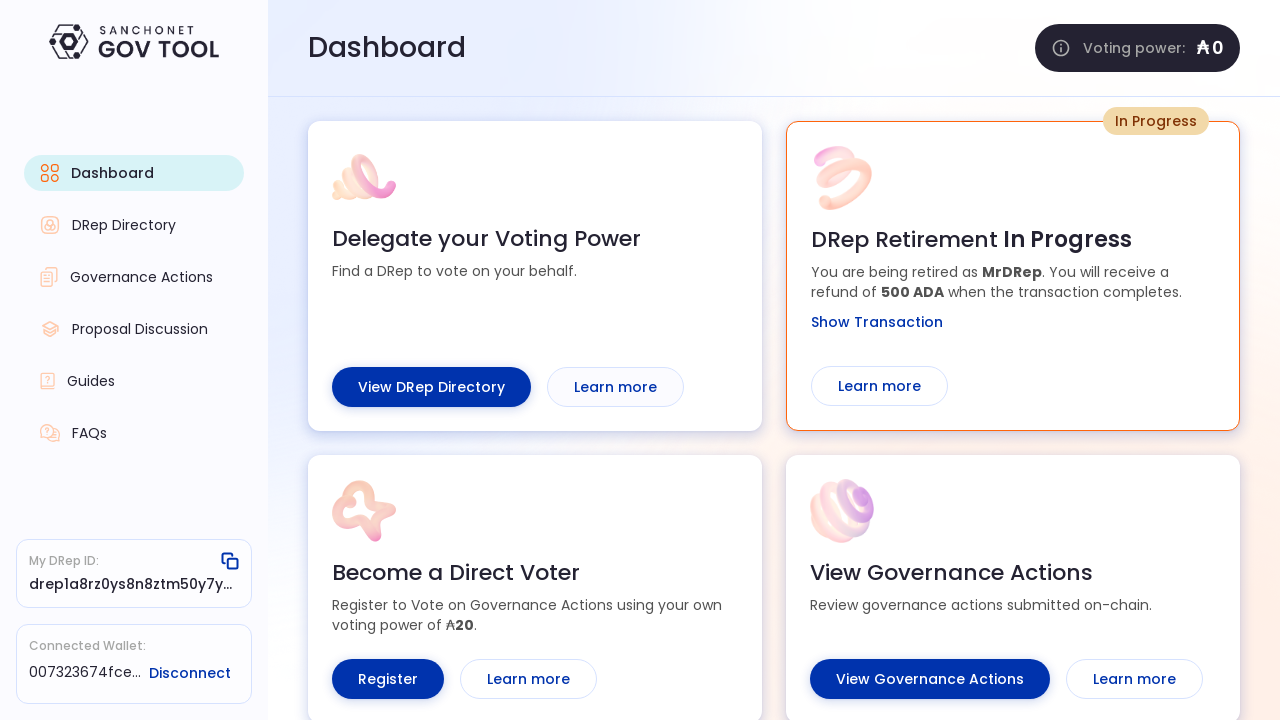 SANCHONET
GOV TOOL
Dashboard
DRep Directory
Governance Actions
Proposal Discussion
Guides
FAQs
My DRep ID:
drep1a8rz0ys8n8ztm50y7y...
Connected Wallet:
007323674fce... Disconnect
Dashboard
Voting power: ₳0
Delegate your Voting Power
Find a DRep to vote on your behalf.
View DRep Directory Learn more
In Progress
DRep Retirement In Progress
You are being retired as MrDRep. You will receive a
refund of 500 ADA when the transaction completes.
Show Transaction
Learn more
Become a Direct Voter
Register to Vote on Governance Actions using your own
voting power of ₳20.
Register Learn more
View Governance Actions
Review governance actions submitted on-chain.
View Governance Actions Learn more